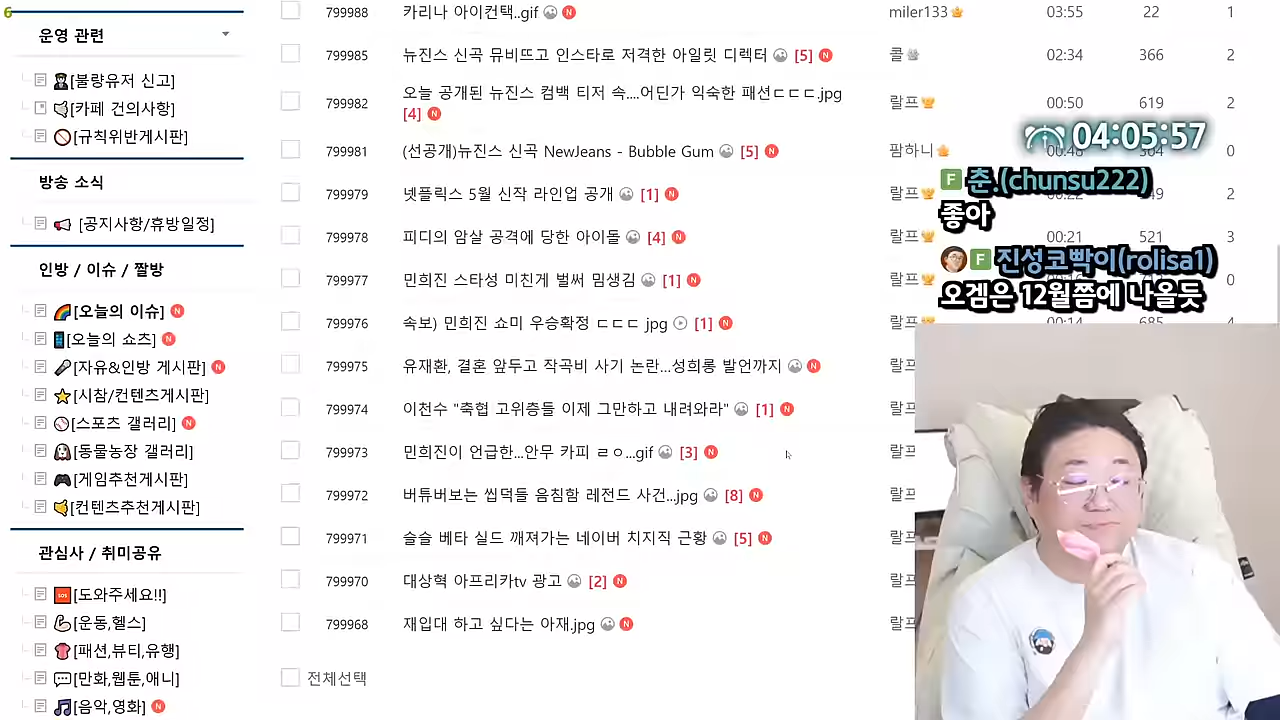 6
운영 관련
[불량유저 신고]
[카페 건의사항]
[규칙위반게시판]
방송 소식
[공지사항/휴방일정]
인방 / 이슈 / 짤방
[오늘의 이슈] N
[오늘의 쇼츠] N
[자유&인방 게시판] N
[시참/컨텐츠게시판]
[스포츠 갤러리] N
[동물농장 갤러리]
[게임추천게시판]
[컨텐츠추천게시판]
관심사 / 취미공유
SOS [도와주세요!!]
[운동,헬스]
[패션,뷰티,유행]
[만화,웹툰,애니]
[음악,영화] N
799988 카리나 아이컨택..gif N miler133 03:55 22 1
799985 뉴진스 신곡 뮤비뜨고 인스타로 저격한 아일릿 디렉터 [5] N 콜 02:34 366 2
799982 오늘 공개된 뉴진스 컴백 티저 속....어딘가 익숙한 패션ㄷㄷㄷ.jpg
[4] N 랄프 00:50 619 2
799981 (선공개)뉴진스 신곡 NewJeans - Bubble Gum [5] N 팜하니 00:48 364 0
799979 넷플릭스 5월 신작 라인업 공개 [1] N 랄프
799978 피디의 암살 공격에 당한 아이돌 [4] N 랄프 00:21 521 3
799977 민희진 스타성 미친게 벌써 밈생김 [1] N 랄프 0
799976 속보) 민희진 쇼미 우승확정 ㄷㄷㄷ jpg [1] N 랄프 00:14 685 4
799975 유재환, 결혼 앞두고 작곡비 사기 논란...성희롱 발언까지 N 랄프
799974 이천수 "축협 고위층들 이제 그만하고 내려와라" [1] N 랄프
799973 민희진이 언급한...안무 카피 ㄹㅇ...gif [3] N 랄프
799972 버튜버보는 씹덕들 음침함 레전드 사건...jpg [8] N 랄프
799971 슬슬 베타 실드 깨져가는 네이버 치지직 근황 [5] N 랄프
799970 대상혁 아프리카tv 광고 [2] N 랄프
799968 재입대 하고 싶다는 아재.jpg N 랄프
전체선택
04:05:57
F 춘.(chunsu222)
좋아
F 진성코빡이(rolisa1)
오겜은 12월쯤에 나올듯